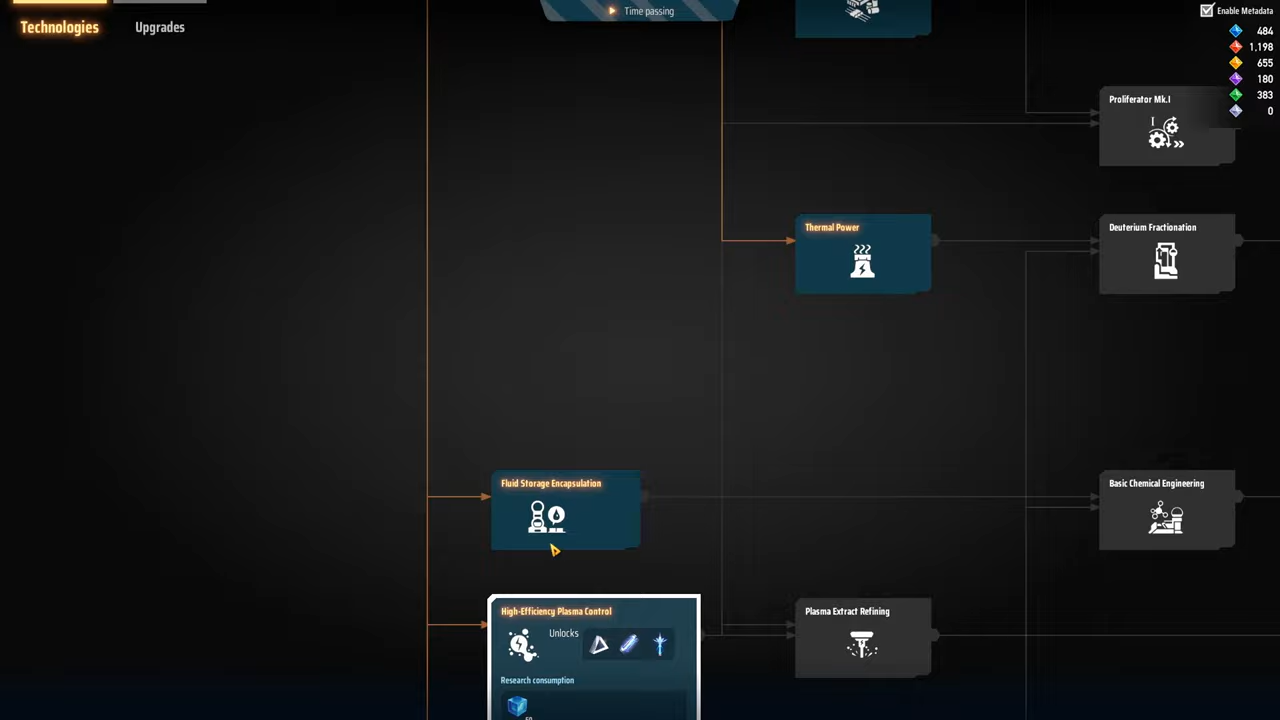 Time passing
Technologies
Upgrades
Enable Metadata
484
1,198
655
180
383
0
Proliferator Mk.I
I
Thermal Power
Deuterium Fractionation
Fluid Storage Encapsulation
Basic Chemical Engineering
High-Efficiency Plasma Control
Unlocks
Plasma Extract Refining
Research consumption